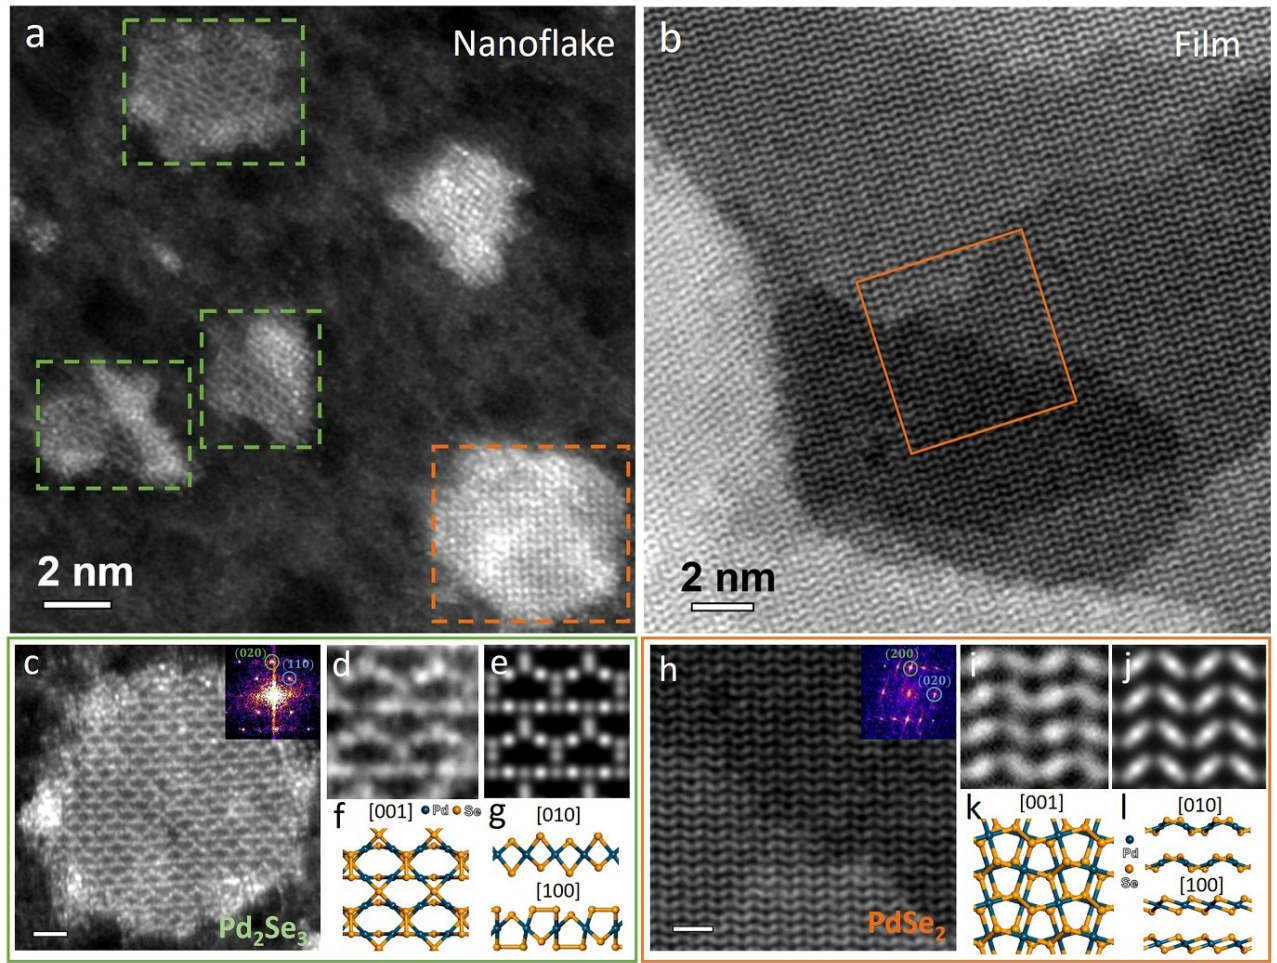 a
Nanoflake
2 nm
b
Film
2 nm
c
(020)
(110)
Pd₂Se₃
d
e
f
[001]
Pd Se
g
[010]
[100]
h
(200)
(020)
PdSe₂
i
j
k
[001]
Pd
Se
l
[010]
[100]